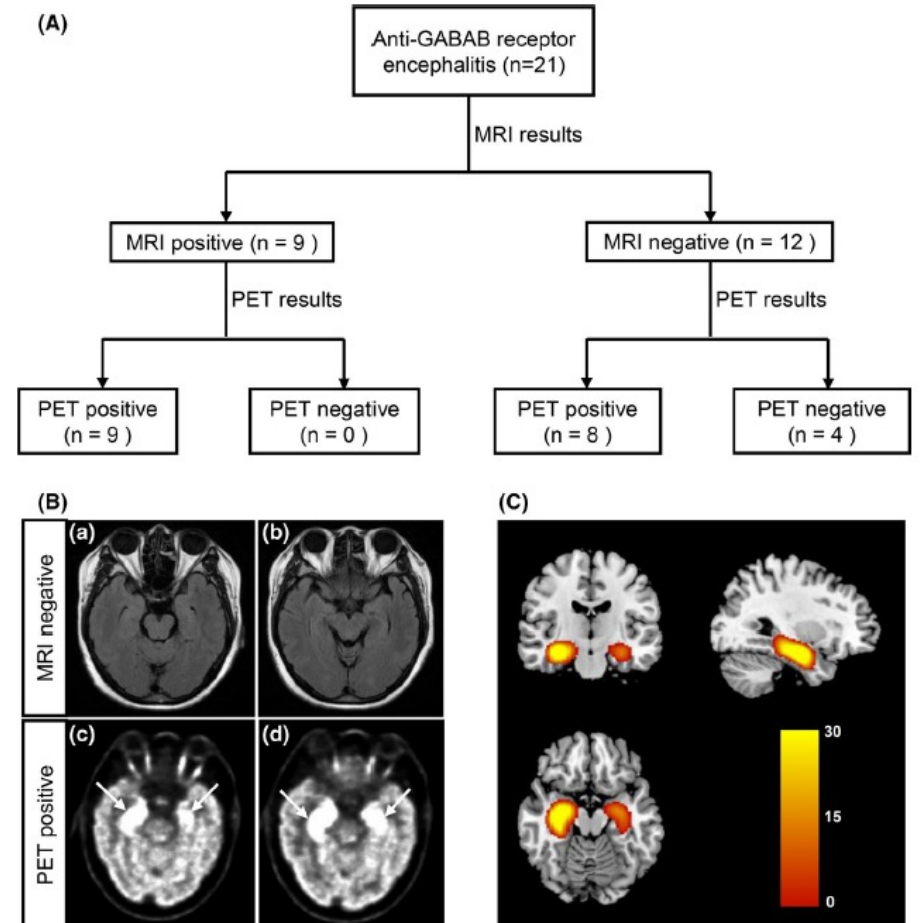 (A)
Anti-GABAB receptor
encephalitis (n=21)
MRI results
MRI positive (n = 9 )
MRI negative (n = 12 )
PET results
PET results
PET positive
(n = 9 )
PET negative
(n = 0 )
PET positive
(n = 8 )
PET negative
(n = 4 )
(B)
MRI negative
(a)
(b)
PET positive
(c)
(d)
(C)
30
15
0